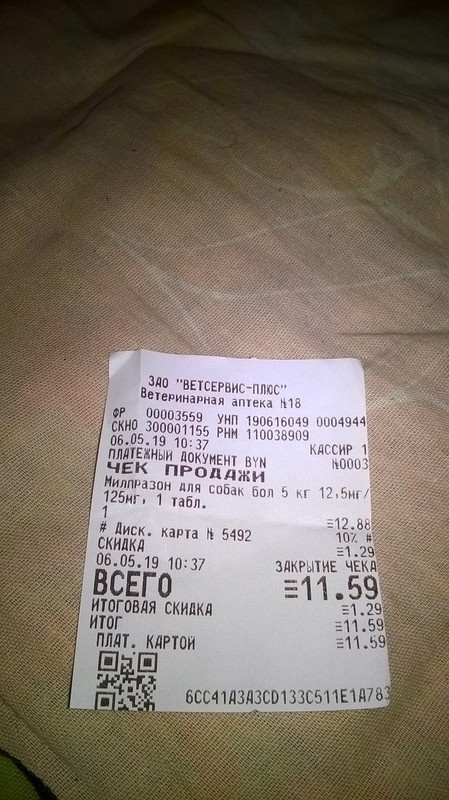 ЗАО "ВЕТСЕРВИС-ПЛЮС"
Ветеринарная аптека №18
ФР 00003559 УНП 190616049 0004944
СКНО 300001155 РНМ 110038909
06.05.19 10:37 КАССИР 1
ПЛАТЕЖНЫЙ ДОКУМЕНТ BYN №0003
ЧЕК ПРОДАЖИ
Милпразон для собак бол 5 кг 12,5мг/
125мг, 1 табл.
1 ≡12.88
# Диск. карта № 5492 10% #
СКИДКА ≡1.29
06.05.19 10:37 ЗАКРЫТИЕ ЧЕКА
ВСЕГО ≡11.59
ИТОГОВАЯ СКИДКА ≡1.29
ИТОГ ≡11.59
ПЛАТ. КАРТОЙ ≡11.59
6CC41A3A3CD133C511E1A783